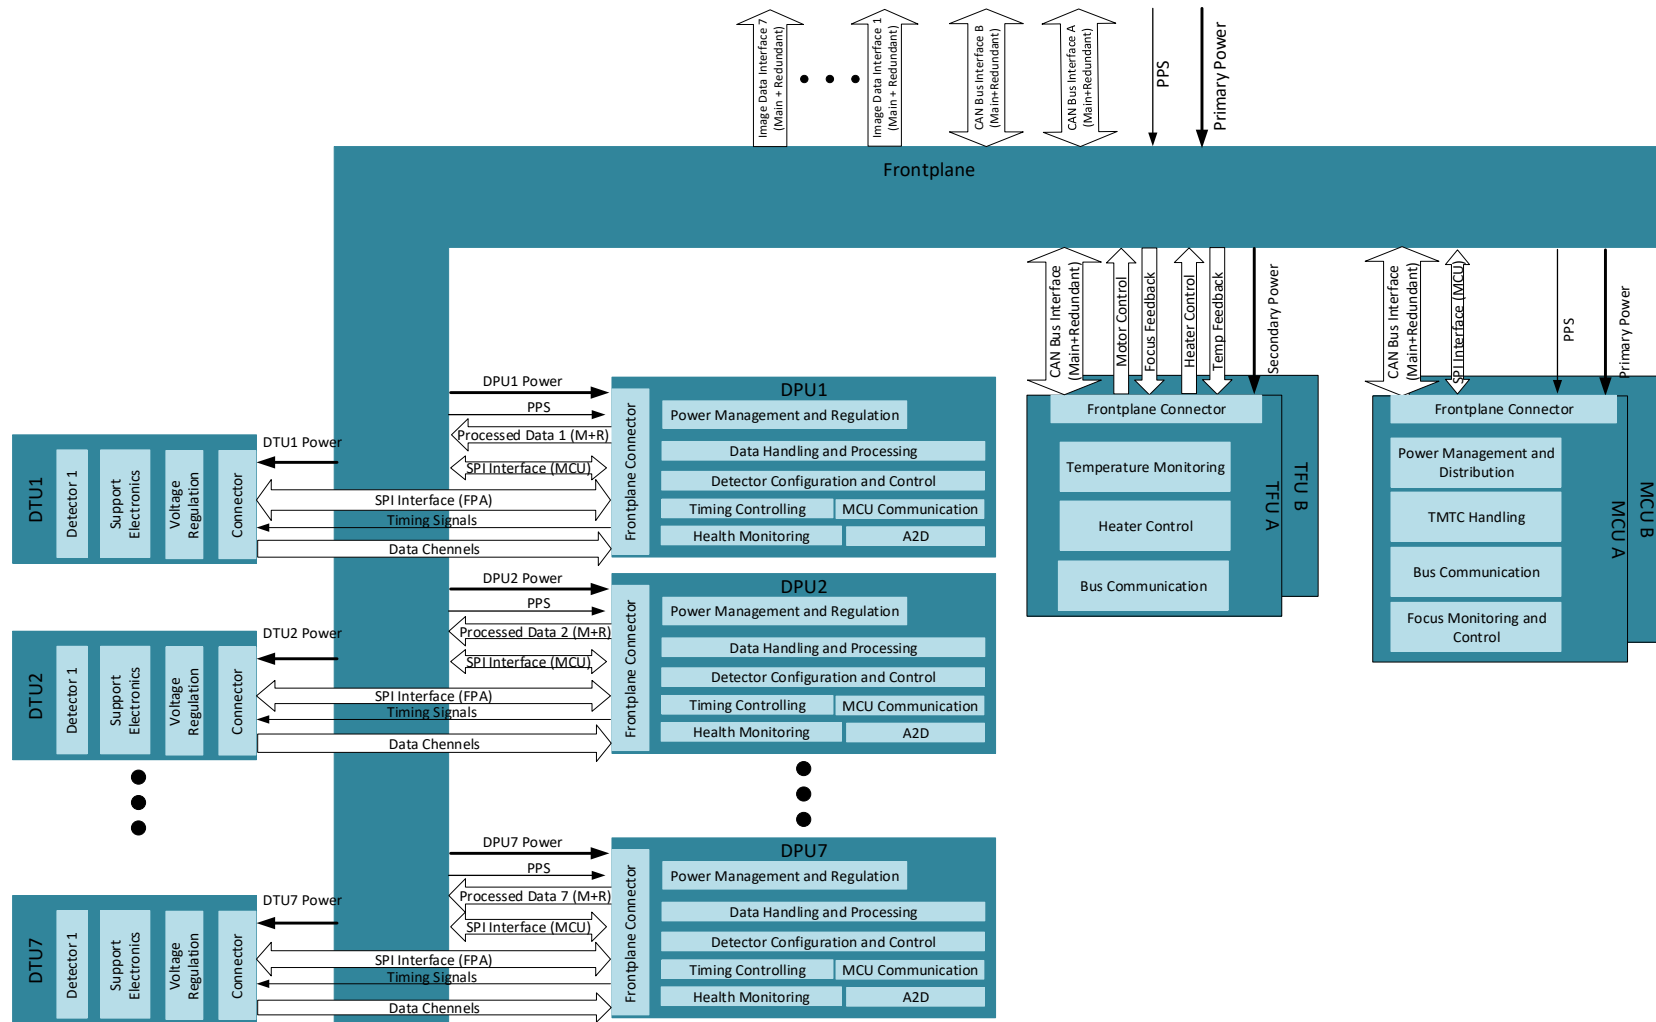 Image Data Interface 7
(Main + Redundant)
Image Data Interface 1
(Main + Redundant)
CAN Bus Interface B
(Main+Redundant)
CAN Bus Interface A
(Main+Redundant)
PPS
Primary Power
Frontplane
CAN Bus Interface
(Main+Redundant)
Motor Control
Focus Feedback
Heater Control
Temp Feedback
Secondary Power
CAN Bus Interface
(Main+Redundant)
SPI Interface (MCU)
PPS
Primary Power
DTU1
Detector 1
Support
Electronics
Voltage
Regulation
Connector
DTU1 Power
DPU1 Power
PPS
Processed Data 1 (M+R)
SPI Interface (MCU)
SPI Interface (FPA)
Timing Signals
Data Channels
DPU1
Frontplane Connector
Power Management and Regulation
Data Handling and Processing
Detector Configuration and Control
Timing Controlling
MCU Communication
Health Monitoring
A2D
Frontplane Connector
Temperature Monitoring
Heater Control
Bus Communication
TFU A
TFU B
Frontplane Connector
Power Management and
Distribution
TMTC Handling
Bus Communication
Focus Monitoring and
Control
MCU A
MCU B
DTU2
Detector 1
Support
Electronics
Voltage
Regulation
Connector
DTU2 Power
DPU2 Power
PPS
Processed Data 2 (M+R)
SPI Interface (MCU)
SPI Interface (FPA)
Timing Signals
Data Channels
DPU2
Frontplane Connector
Power Management and Regulation
Data Handling and Processing
Detector Configuration and Control
Timing Controlling
MCU Communication
Health Monitoring
A2D
DTU7
Detector 1
Support
Electronics
Voltage
Regulation
Connector
DTU7 Power
DPU7 Power
PPS
Processed Data 7 (M+R)
SPI Interface (MCU)
SPI Interface (FPA)
Timing Signals
Data Channels
DPU7
Frontplane Connector
Power Management and Regulation
Data Handling and Processing
Detector Configuration and Control
Timing Controlling
MCU Communication
Health Monitoring
A2D